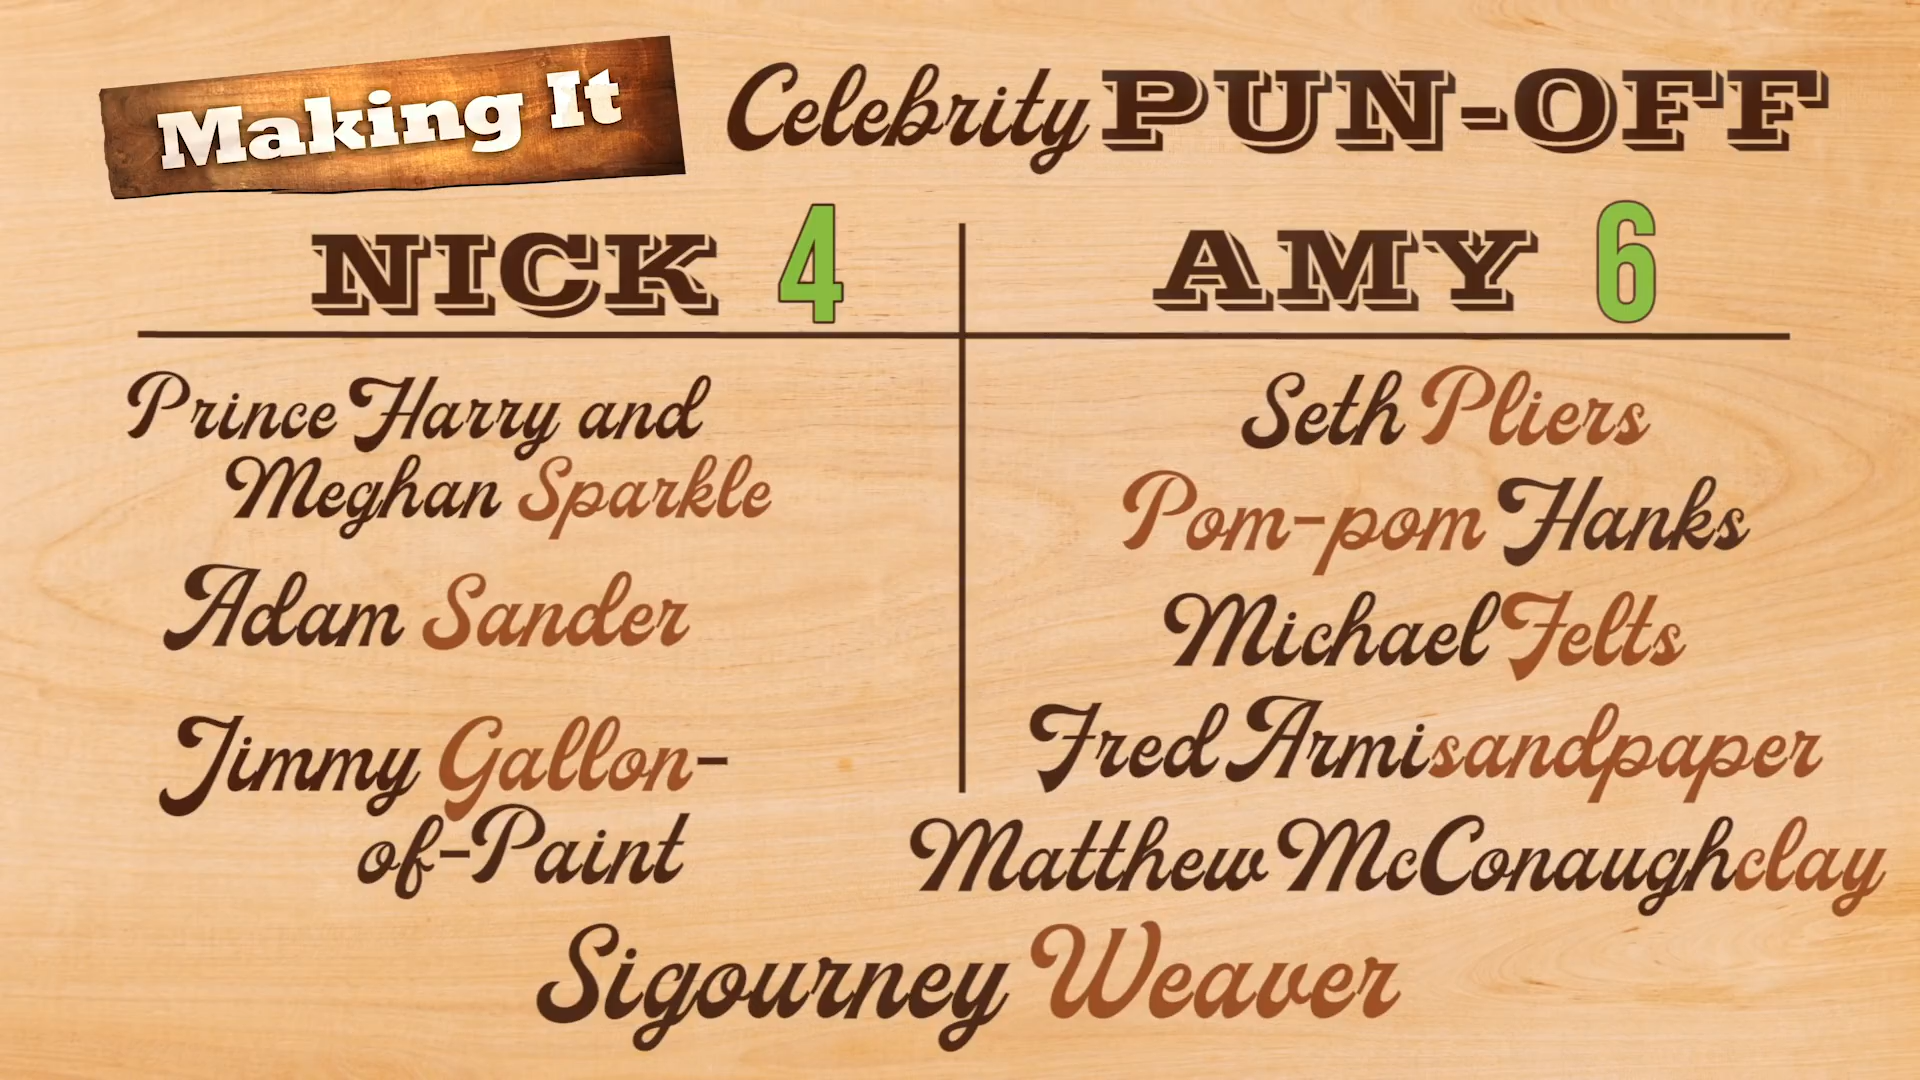 Making It
Celebrity PUN-OFF
NICK 4
Prince Harry and
Meghan Sparkle
Adam Sander
Jimmy Gallon-
of-Paint
AMY 6
Seth Pliers
Pom-pom Hanks
Michael Felts
Fred Armisandpaper
Matthew McConaughclay
Sigourney Weaver